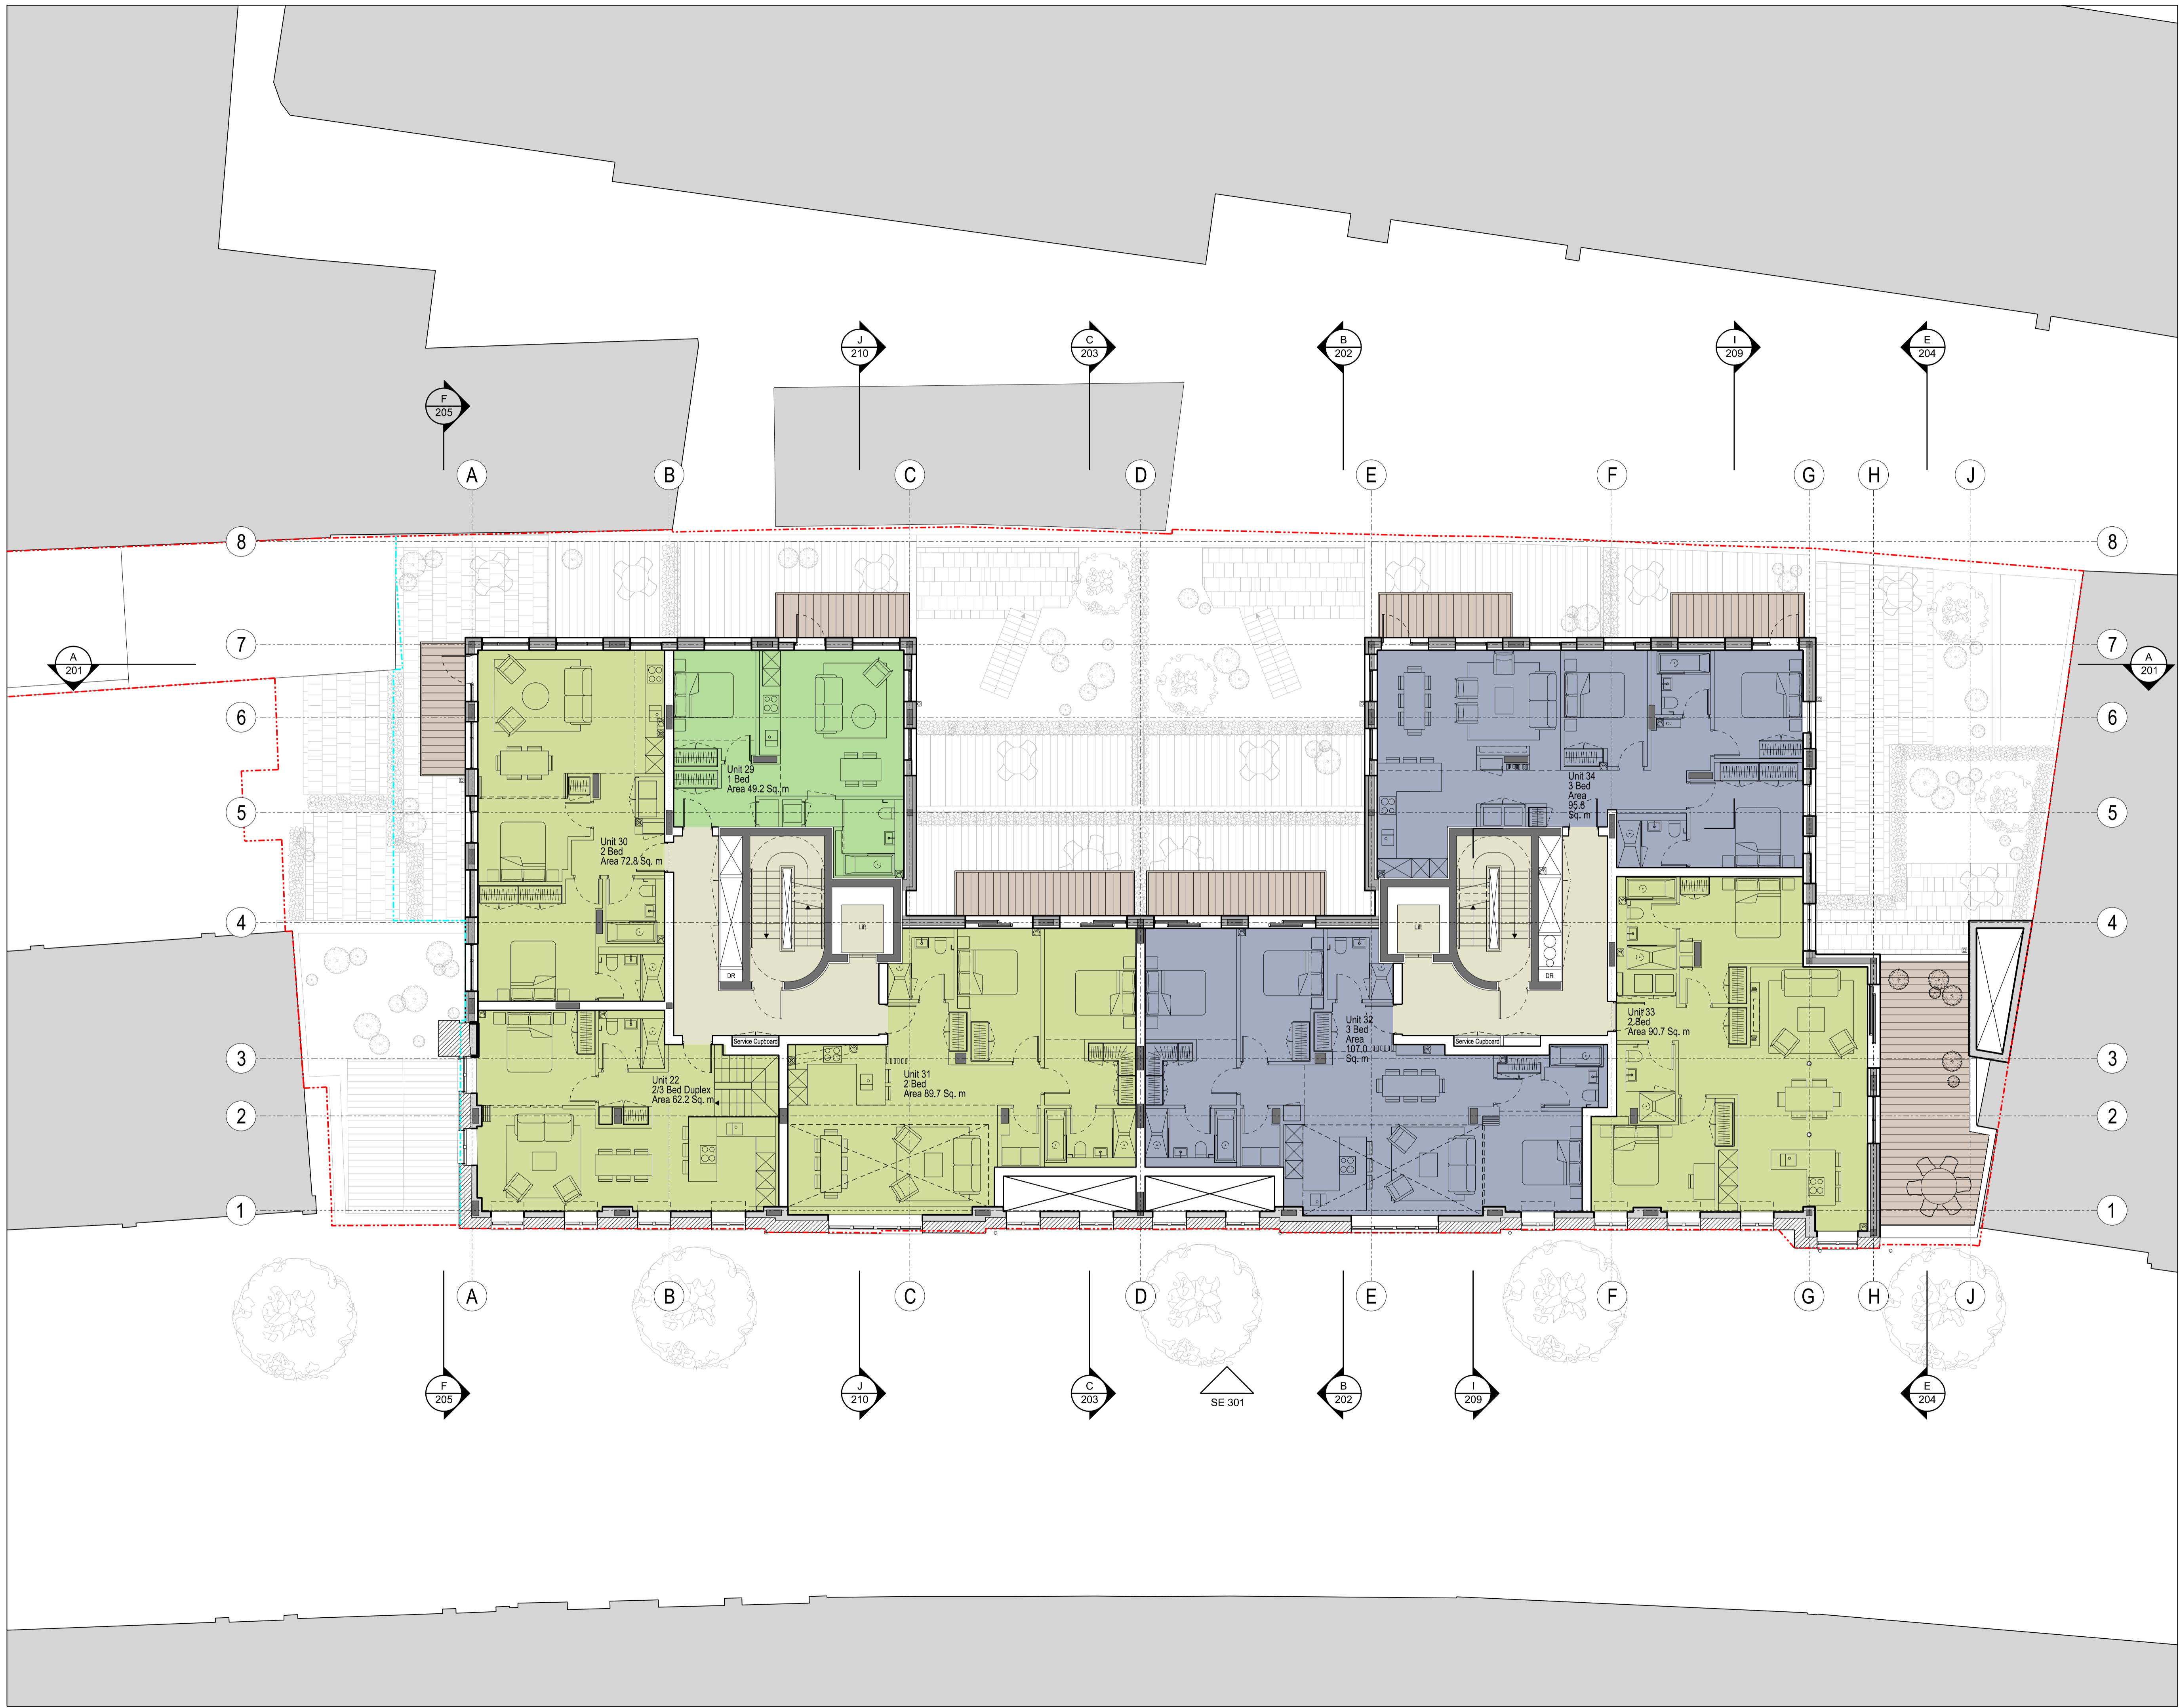 J
210
C
203
B
202
I
209
E
204
F
205
A
B
C
D
E
F
G
H
J
8
8
7
7
A
201
A
201
6
6
Unit 29
1 Bed
Area 49.2 Sq. m
Unit 34
3 Bed
Area
95.8
Sq. m
5
5
Unit 30
2 Bed
Area 72.8 Sq. m
4
4
Lift
Lift
DR
DR
Unit 33
2 Bed
Area 90.7 Sq. m
Unit 32
3 Bed
Area
107.0
Sq. m
Service Cupboard
Service Cupboard
3
3
Unit 31
2 Bed
Area 89.7 Sq. m
Unit 22
2/3 Bed Duplex
Area 62.2 Sq. m
2
2
1
1
A
B
C
D
E
F
G
H
J
F
205
J
210
C
203
SE 301
B
202
I
209
E
204